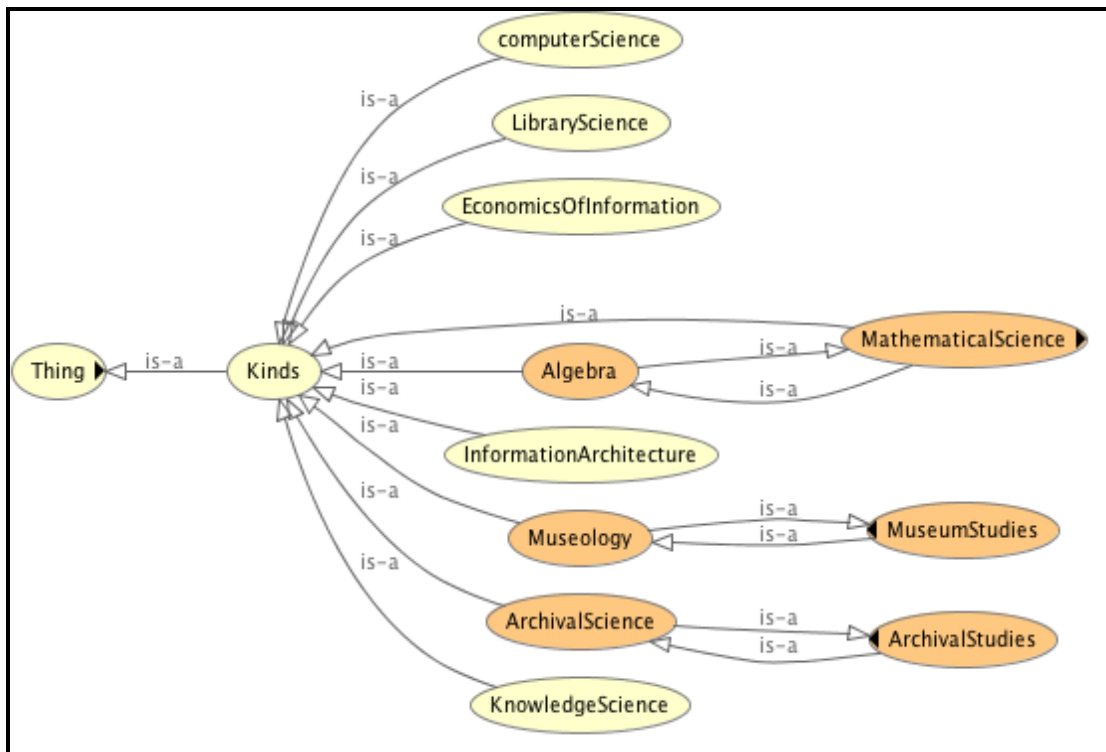 computerScience
is-a
LibraryScience
is-a
EconomicsOfInformation
is-a
is-a
MathematicalScience
is-a
Thing
is-a
Kinds
is-a
Algebra
is-a
is-a
InformationArchitecture
is-a
is-a
Museology
is-a
is-a
MuseumStudies
is-a
ArchivalScience
is-a
is-a
ArchivalStudies
is-a
KnowledgeScience